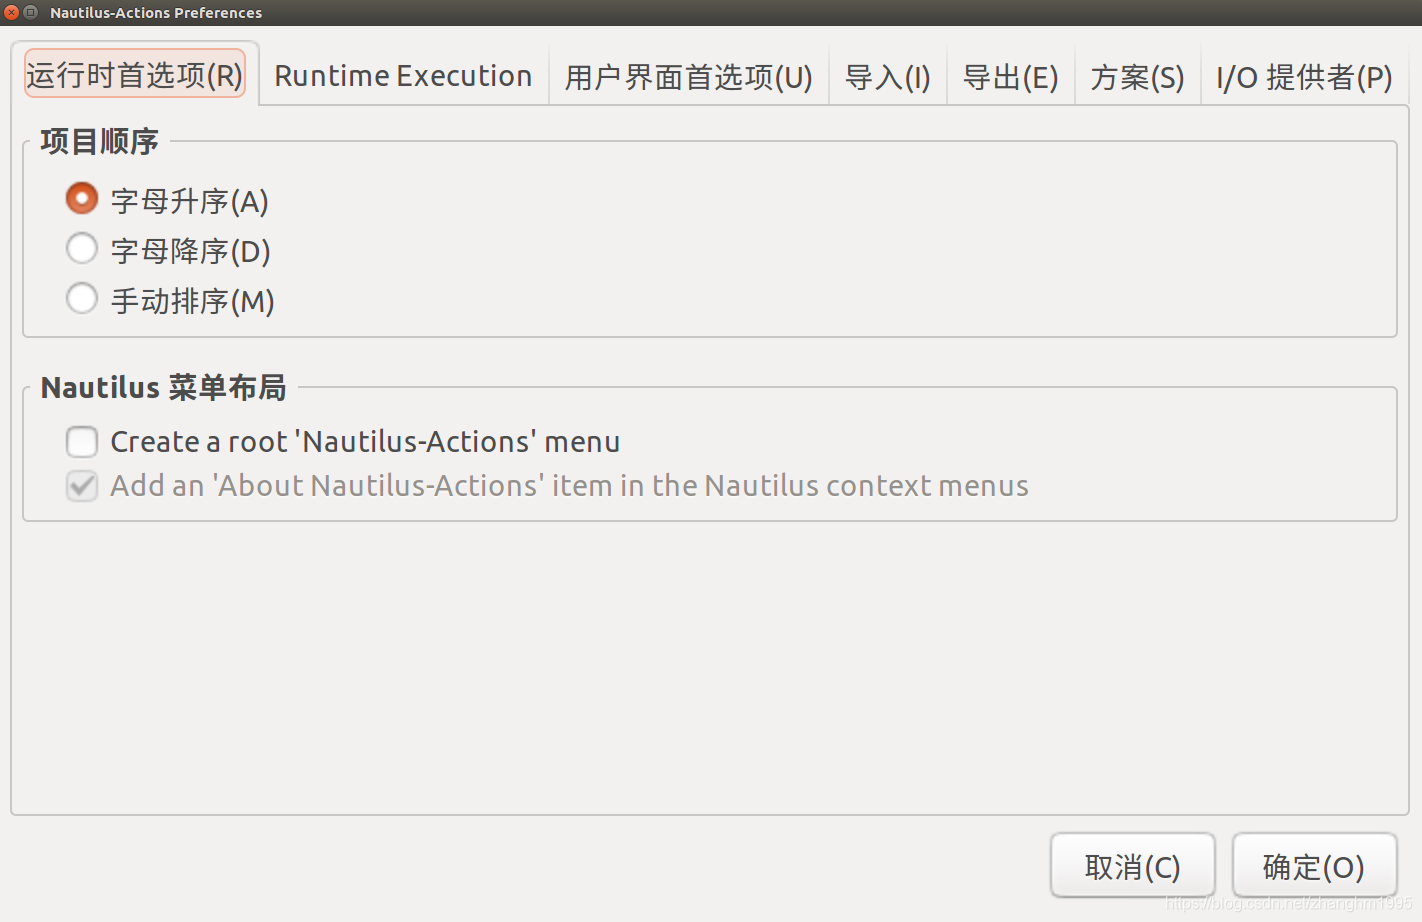 Nautilus-Actions Preferences
运行时首选项(R) Runtime Execution 用户界面首选项(U) 导入(I) 导出(E) 方案(S) I/O 提供者(P)
项目顺序
字母升序(A)
字母降序(D)
手动排序(M)
Nautilus 菜单布局
Create a root 'Nautilus-Actions' menu
Add an 'About Nautilus-Actions' item in the Nautilus context menus
取消(C) 确定(O)
https://blog.csdn.net/zhanghm1995